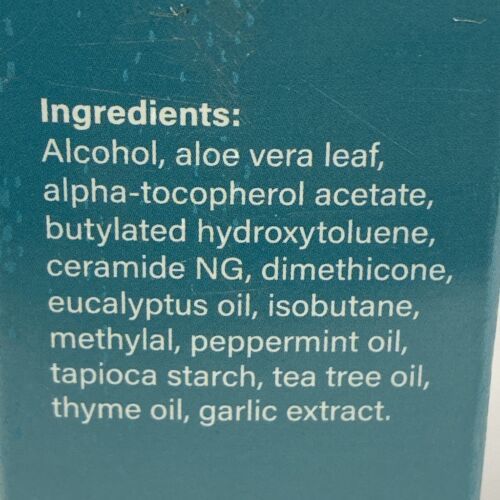 Ingredients:
Alcohol, aloe vera leaf,
alpha-tocopherol acetate,
butylated hydroxytoluene,
ceramide NG, dimethicone,
eucalyptus oil, isobutane,
methylal, peppermint oil,
tapioca starch, tea tree oil,
thyme oil, garlic extract.